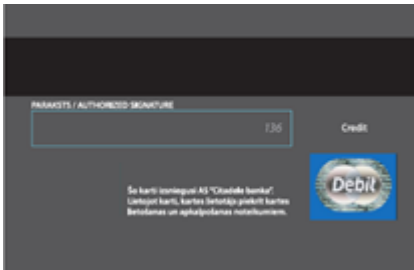 PARAKSTS / AUTHORIZED SIGNATURE
136
Credit
Debit
Šo karti izsniegusi AS "Citadele banka".
Lietojot karti, kartes lietotājs piekrīt kartes
lietošanas un apkalpošanas noteikumiem.